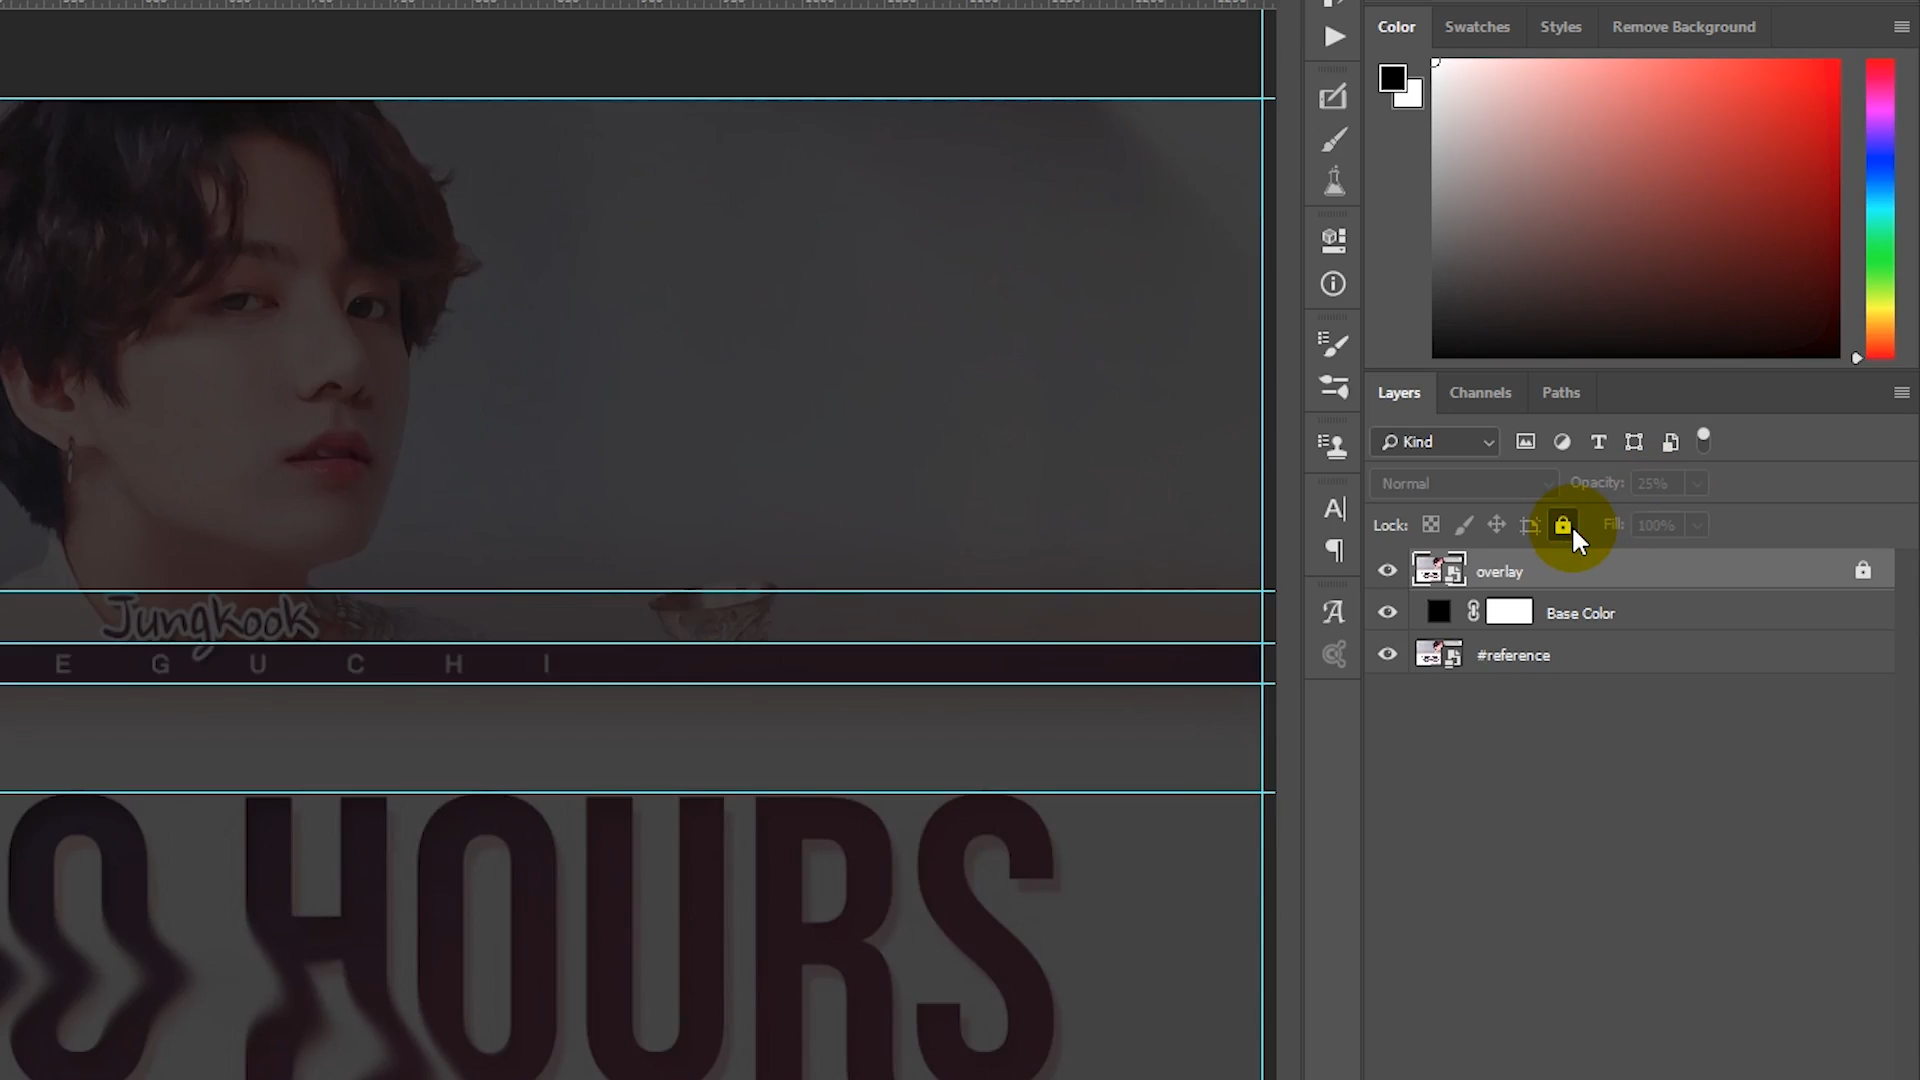 Color Swatches Styles Remove Background
Layers Channels Paths
Kind
Normal Opacity: 25%
Lock: Fill: 100%
overlay
Base Color
#reference
Jungkook
E G U C H I
O HOURS